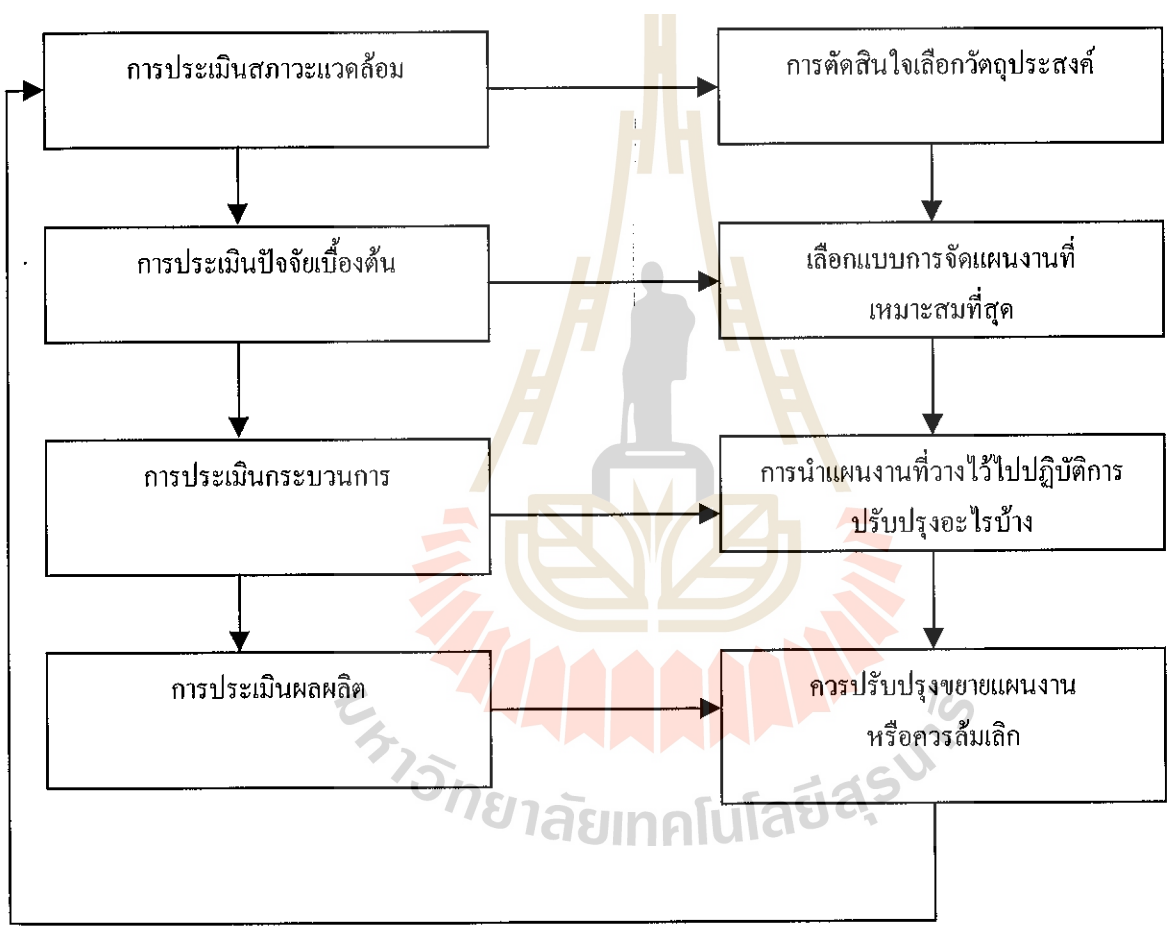 การประเมินสภาวะแวดล้อม
การตัดสินใจเลือกวัตถุประสงค์
การประเมินปัจจัยเบื้องต้น
เลือกแบบการจัดแผนงานที่
เหมาะสมที่สุด
การประเมินกระบวนการ
การนำแผนงานที่วางไว้ไปปฏิบัติการ
ปรับปรุงอะไรบ้าง
การประเมินผลผลิต
ควรปรับปรุงขยายแผนงาน
หรือควรล้มเลิก
มหาวิทยาลัยเทคโนโลยีสุรนารี